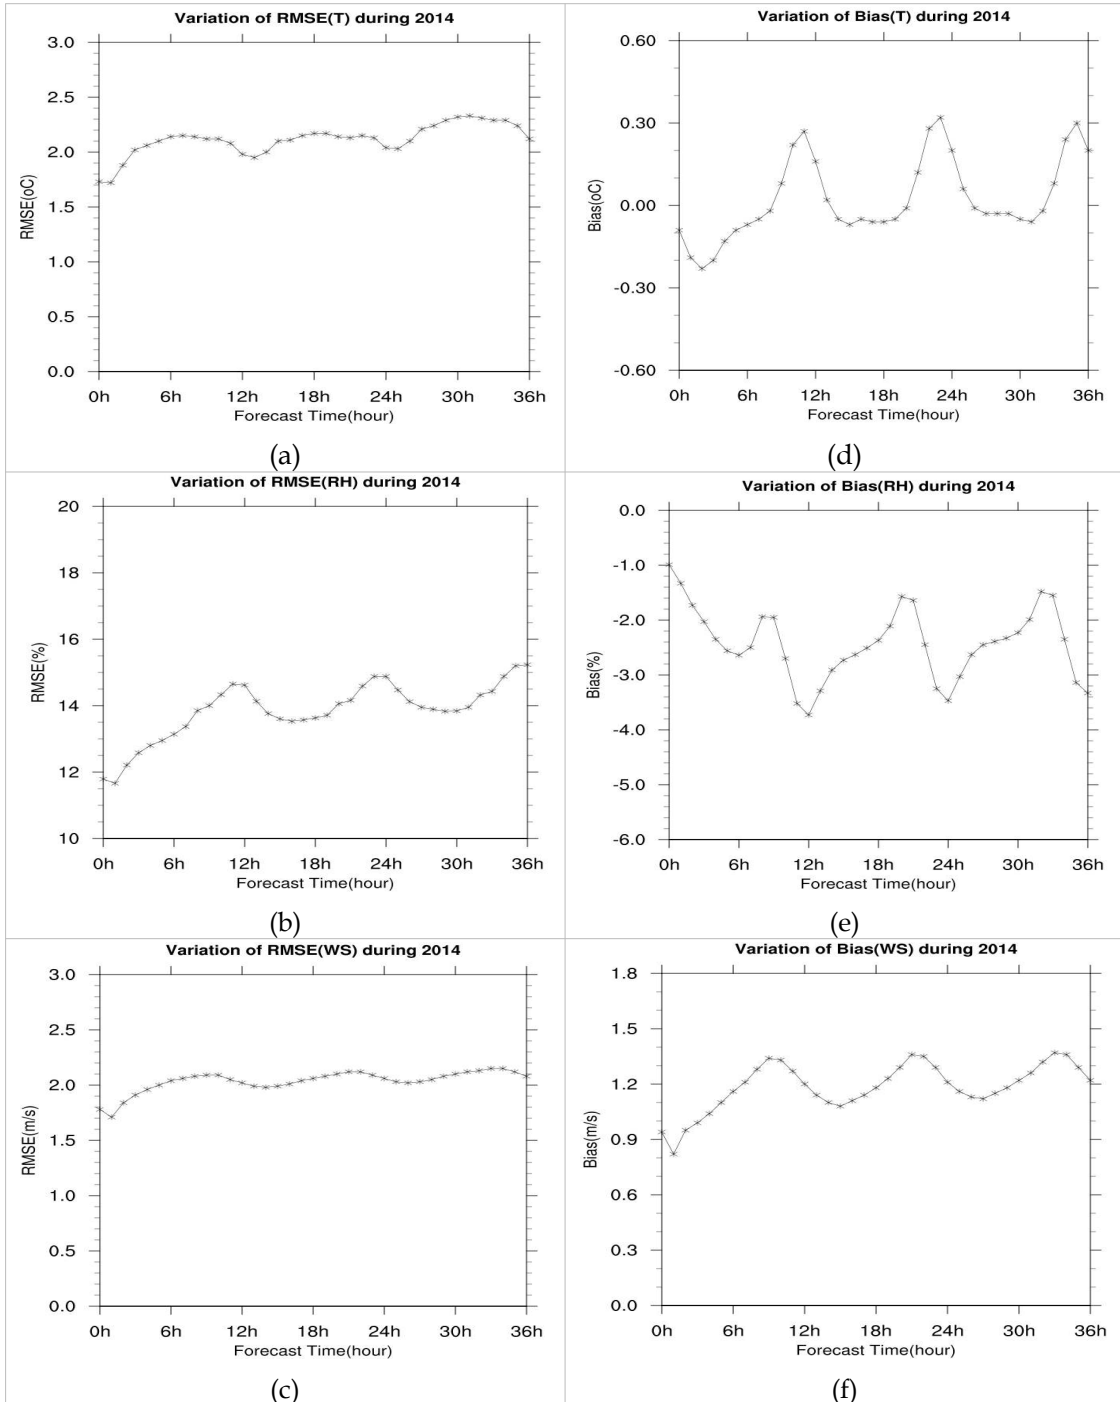 Variation of RMSE(T) during 2014
3.0
2.5
2.0
1.5
1.0
0.5
0.0
RMSE(oC)
0h 6h 12h 18h 24h 30h 36h
Forecast Time(hour)
(a)
Variation of Bias(T) during 2014
0.60
0.30
0.00
-0.30
-0.60
Bias(oC)
0h 6h 12h 18h 24h 30h 36h
Forecast Time(hour)
(d)
Variation of RMSE(RH) during 2014
20
18
16
14
12
10
RMSE(%)
0h 6h 12h 18h 24h 30h 36h
Forecast Time(hour)
(b)
Variation of Bias(RH) during 2014
0.0
-1.0
-2.0
-3.0
-4.0
-5.0
-6.0
Bias(%)
0h 6h 12h 18h 24h 30h 36h
Forecast Time(hour)
(e)
Variation of RMSE(WS) during 2014
3.0
2.5
2.0
1.5
1.0
0.5
0.0
RMSE(m/s)
0h 6h 12h 18h 24h 30h 36h
Forecast Time(hour)
(c)
Variation of Bias(WS) during 2014
1.8
1.5
1.2
0.9
0.6
0.3
0.0
Bias(m/s)
0h 6h 12h 18h 24h 30h 36h
Forecast Time(hour)
(f)